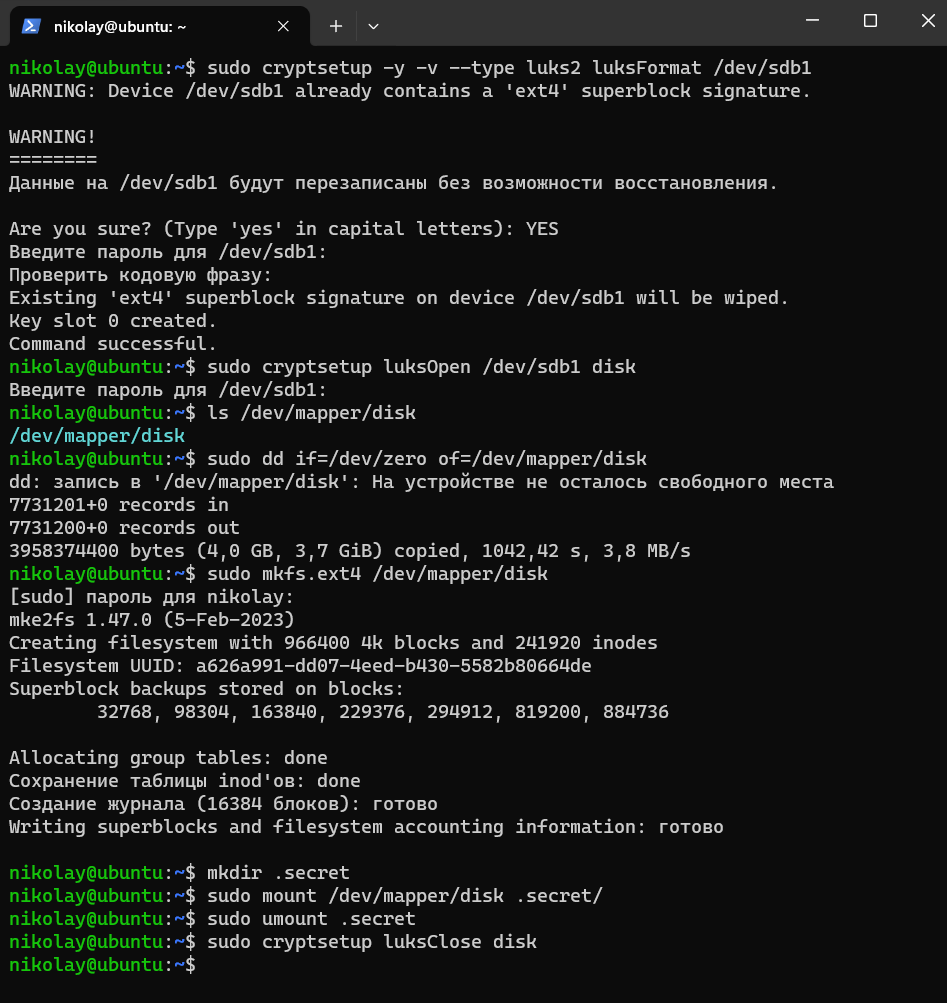 nikolay@ubuntu: ~
nikolay@ubuntu:~$ sudo cryptsetup -y -v --type luks2 luksFormat /dev/sdb1
WARNING: Device /dev/sdb1 already contains a 'ext4' superblock signature.
WARNING!
========
Данные на /dev/sdb1 будут перезаписаны без возможности восстановления.
Are you sure? (Type 'yes' in capital letters): YES
Введите пароль для /dev/sdb1:
Проверить кодовую фразу:
Existing 'ext4' superblock signature on device /dev/sdb1 will be wiped.
Key slot 0 created.
Command successful.
nikolay@ubuntu:~$ sudo cryptsetup luksOpen /dev/sdb1 disk
Введите пароль для /dev/sdb1:
nikolay@ubuntu:~$ ls /dev/mapper/disk
/dev/mapper/disk
nikolay@ubuntu:~$ sudo dd if=/dev/zero of=/dev/mapper/disk
dd: запись в '/dev/mapper/disk': На устройстве не осталось свободного места
7731201+0 records in
7731200+0 records out
3958374400 bytes (4,0 GB, 3,7 GiB) copied, 1042,42 s, 3,8 MB/s
nikolay@ubuntu:~$ sudo mkfs.ext4 /dev/mapper/disk
[sudo] пароль для nikolay:
mke2fs 1.47.0 (5-Feb-2023)
Creating filesystem with 966400 4k blocks and 241920 inodes
Filesystem UUID: a626a991-dd07-4eed-b430-5582b80664de
Superblock backups stored on blocks:
32768, 98304, 163840, 229376, 294912, 819200, 884736
Allocating group tables: done
Сохранение таблицы inod'ов: done
Создание журнала (16384 блоков): готово
Writing superblocks and filesystem accounting information: готово
nikolay@ubuntu:~$ mkdir .secret
nikolay@ubuntu:~$ sudo mount /dev/mapper/disk .secret/
nikolay@ubuntu:~$ sudo umount .secret
nikolay@ubuntu:~$ sudo cryptsetup luksClose disk
nikolay@ubuntu:~$